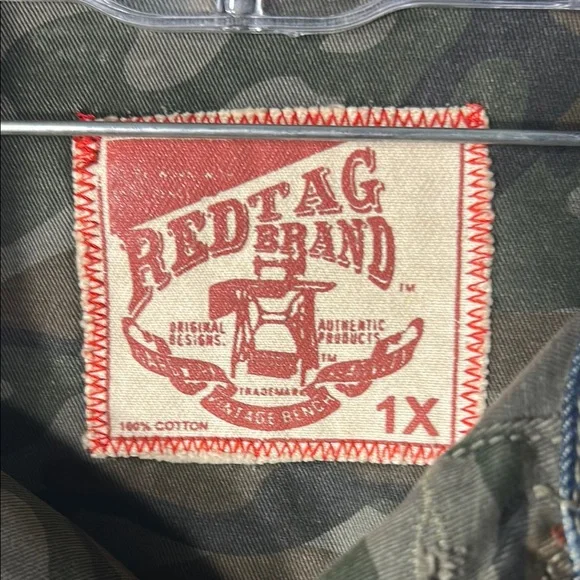 REDTAG
BRAND
TM
ORIGINAL AUTHENTIC
DESIGNS. PRODUCTS.
TM
TRADEMARK
VINTAGE BENCH
100% COTTON
1X